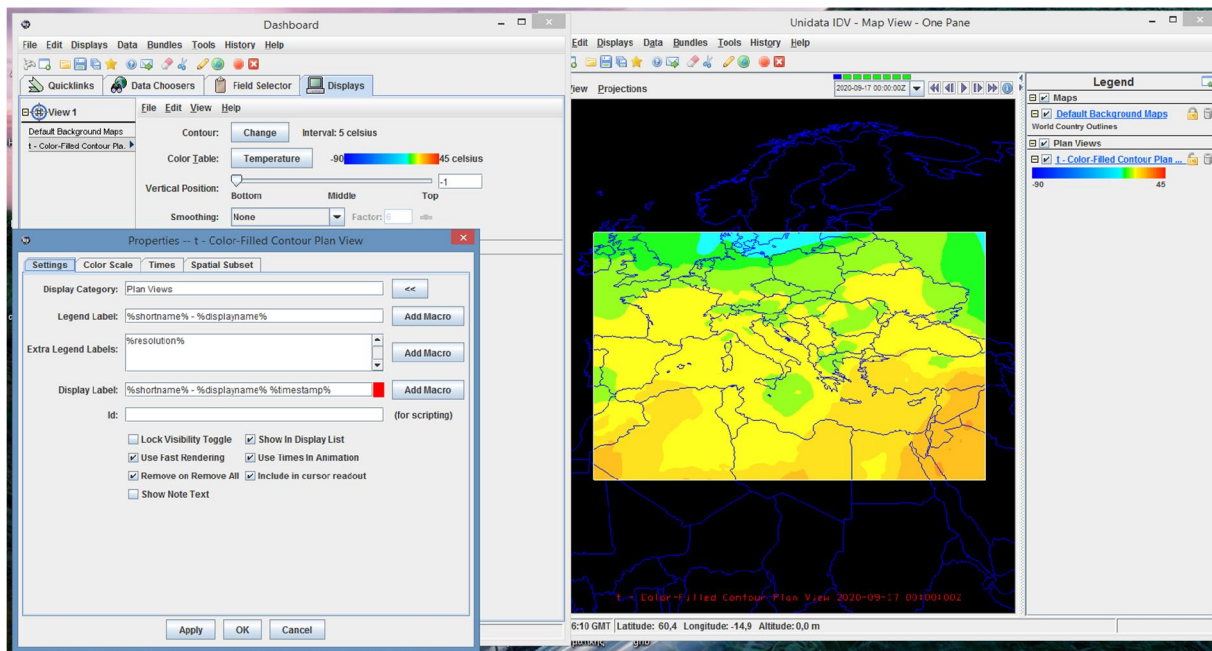 Dashboard
File Edit Displays Data Bundles Tools History Help
Quicklinks Data Choosers Field Selector Displays
View 1
Default Background Maps
t - Color-Filled Contour Pla.
File Edit View Help
Contour: Change Interval: 5 celsius
Color Table: Temperature -90 45 celsius
Vertical Position: -1
Bottom Middle Top
Smoothing: None Factor: 6
Properties -- t - Color-Filled Contour Plan View
Settings Color Scale Times Spatial Subset
Display Category: Plan Views <<
Legend Label: %shortname% - %displayname% Add Macro
Extra Legend Labels: %resolution% Add Macro
Display Label: %shortname% - %displayname% %timestamp% Add Macro
Id: (for scripting)
Lock Visibility Toggle Show In Display List
Use Fast Rendering Use Times In Animation
Remove on Remove All Include in cursor readout
Show Note Text
Apply OK Cancel
Unidata IDV - Map View - One Pane
Edit Displays Data Bundles Tools History Help
iew Projections
2020-09-17 00:00:00Z
t - Color-Filled Contour Plan View 2020-09-17 00:00:00Z
6:10 GMT Latitude: 60,4 Longitude: -14,9 Altitude: 0,0 m
Legend
Maps
Default Background Maps
World Country Outlines
Plan Views
t - Color-Filled Contour Plan ...
-90 45